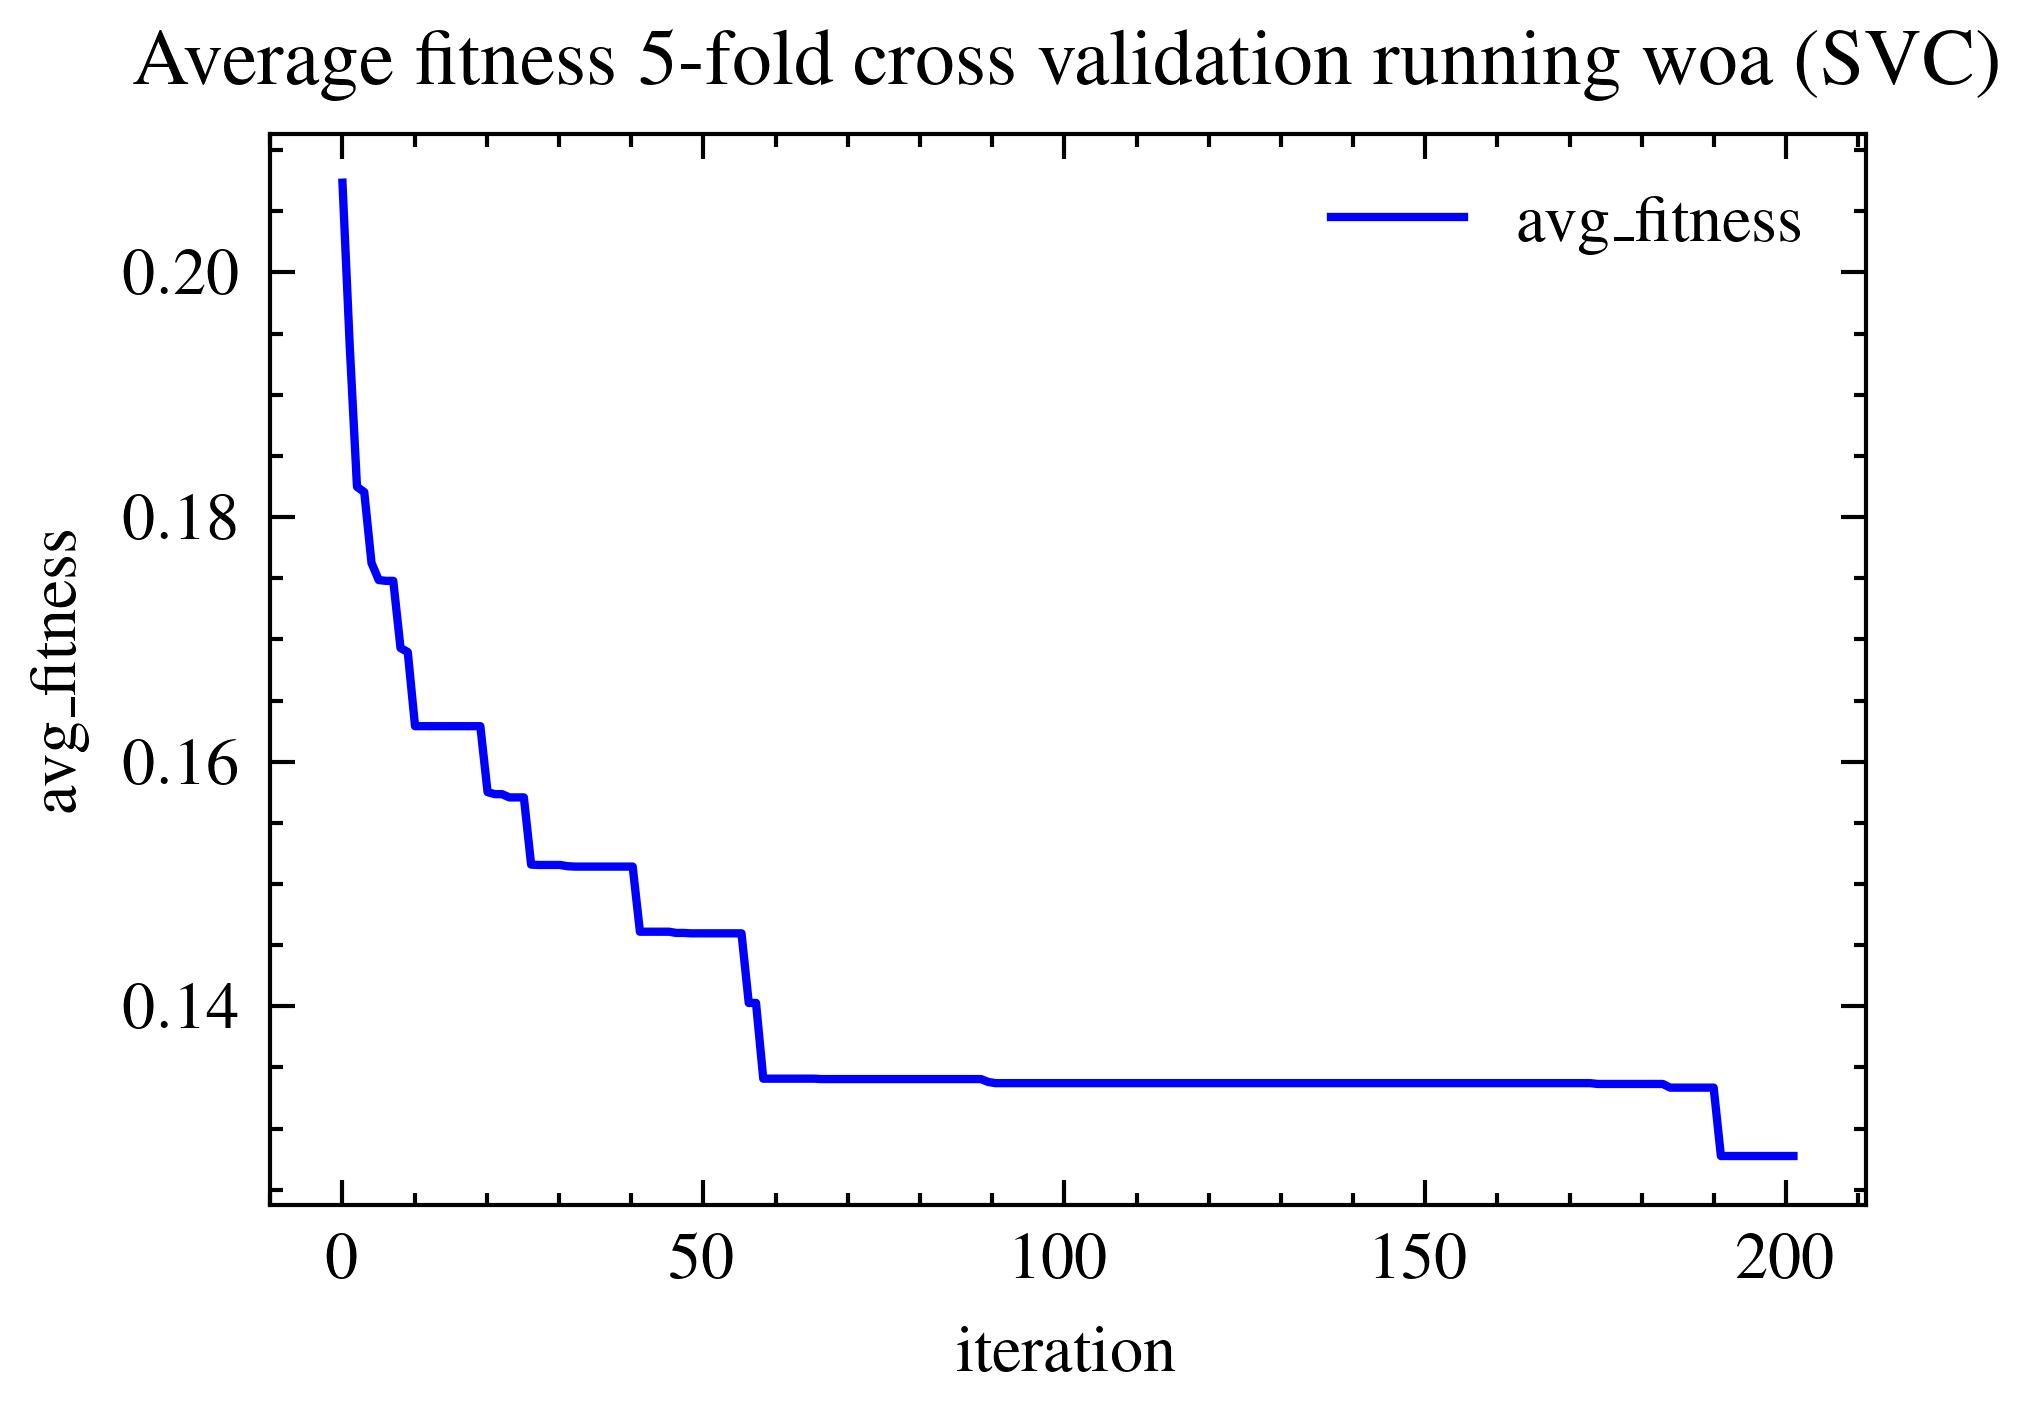 Average fitness 5-fold cross validation running woa (SVC)
avg_fitness
0.20
0.18
0.16
0.14
avg_fitness
0 50 100 150 200
iteration